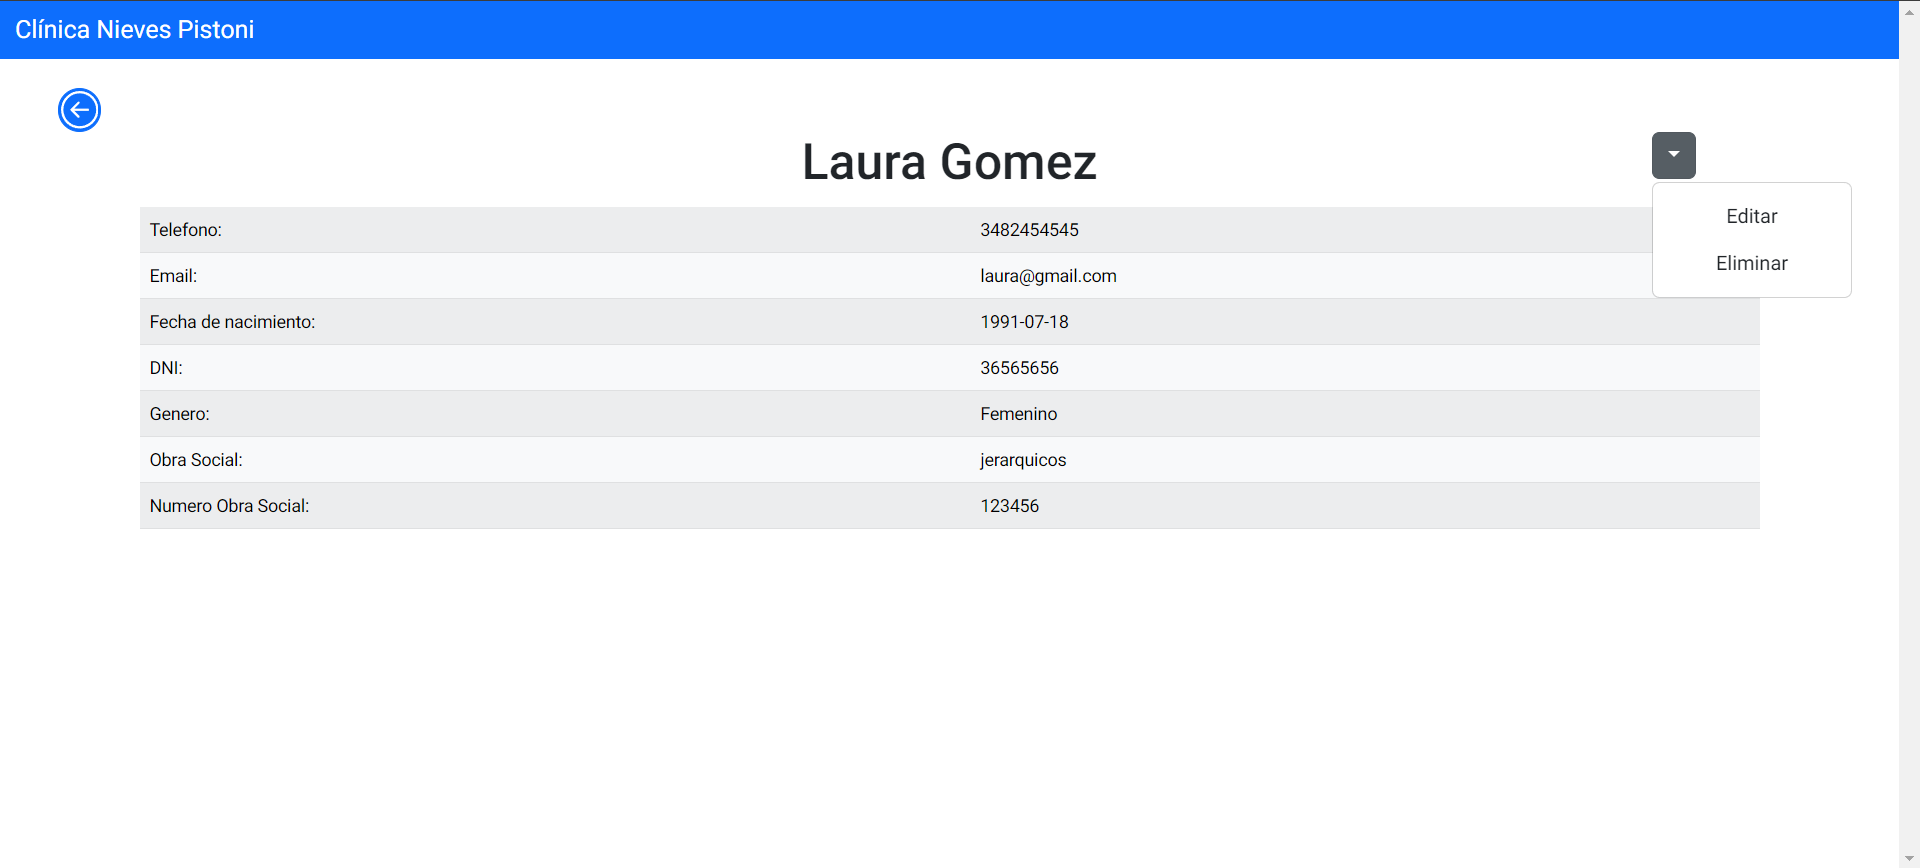 Clínica Nieves Pistoni
Laura Gomez
Editar
Eliminar
Telefono: 3482454545
Email: laura@gmail.com
Fecha de nacimiento: 1991-07-18
DNI: 36565656
Genero: Femenino
Obra Social: jerarquicos
Numero Obra Social: 123456